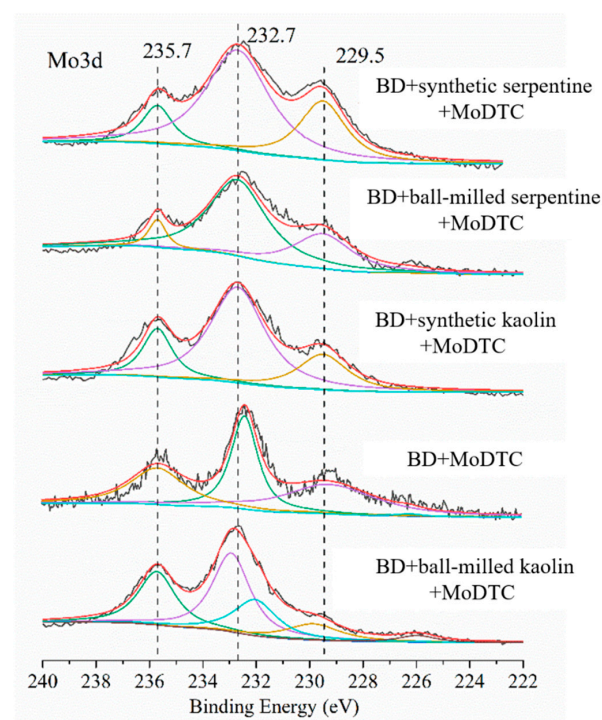 Mo3d
235.7
232.7
229.5
BD+synthetic serpentine
+MoDTC
BD+ball-milled serpentine
+MoDTC
BD+synthetic kaolin
+MoDTC
BD+MoDTC
BD+ball-milled kaolin
+MoDTC
240 238 236 234 232 230 228 226 224 222
Binding Energy (eV)